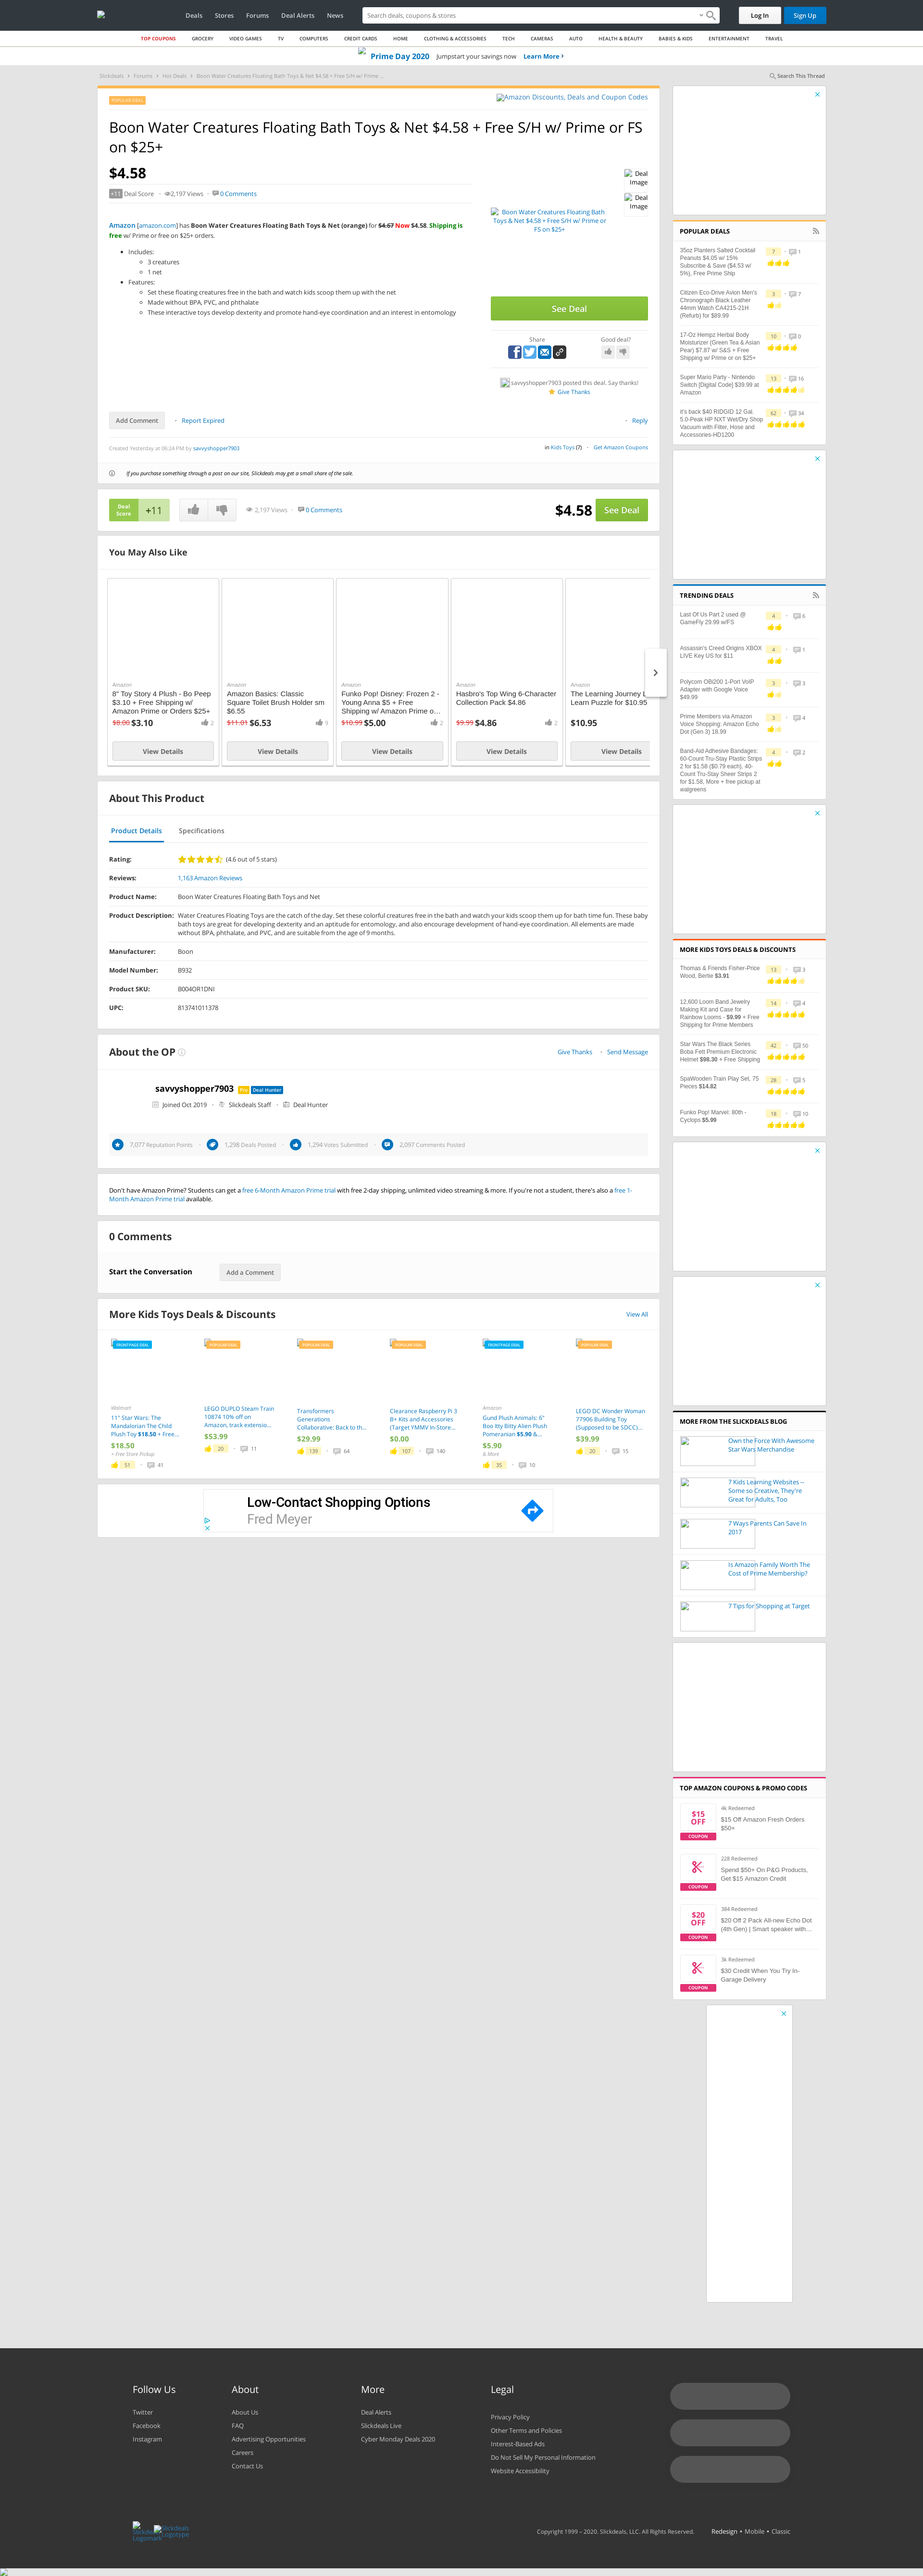 Deals Stores Forums Deal Alerts News
Search deals, coupons & stores
Log In Sign Up
TOP COUPONS GROCERY VIDEO GAMES TV COMPUTERS CREDIT CARDS HOME CLOTHING & ACCESSORIES TECH CAMERAS AUTO HEALTH & BEAUTY BABIES & KIDS ENTERTAINMENT TRAVEL
Prime Day 2020 Jumpstart your savings now Learn More ›
Slickdeals › Forums › Hot Deals › Boon Water Creatures Floating Bath Toys & Net $4.58 + Free S/H w/ Prime ...
Search This Thread
POPULAR DEAL
Amazon Discounts, Deals and Coupon Codes
Boon Water Creatures Floating Bath Toys & Net $4.58 + Free S/H w/ Prime or FS
on $25+
$4.58
+11 Deal Score • 2,197 Views • 0 Comments
Amazon [amazon.com] has Boon Water Creatures Floating Bath Toys & Net (orange) for $4.67 Now $4.58. Shipping is
free w/ Prime or free on $25+ orders.
Includes:
3 creatures
1 net
Features:
Set these floating creatures free in the bath and watch kids scoop them up with the net
Made without BPA, PVC, and phthalate
These interactive toys develop dexterity and promote hand-eye coordination and an interest in entomology
Boon Water Creatures Floating Bath
Toys & Net $4.58 + Free S/H w/ Prime or
FS on $25+
Deal
Image
Deal
Image
See Deal
Share Good deal?
savvyshopper7903 posted this deal. Say thanks!
Give Thanks
Add Comment • Report Expired
• Reply
Created Yesterday at 06:24 PM by savvyshopper7903
in Kids Toys (7) • Get Amazon Coupons
If you purchase something through a post on our site, Slickdeals may get a small share of the sale.
Deal
Score
+11
2,197 Views • 0 Comments
$4.58 See Deal
You May Also Like
Amazon
8" Toy Story 4 Plush - Bo Peep
$3.10 + Free Shipping w/
Amazon Prime or Orders $25+
$8.00 $3.10 2
View Details
Amazon
Amazon Basics: Classic
Square Toilet Brush Holder sm
$6.55
$11.01 $6.53 9
View Details
Amazon
Funko Pop! Disney: Frozen 2 -
Young Anna $5 + Free
Shipping w/ Amazon Prime o...
$10.99 $5.00 2
View Details
Amazon
Hasbro's Top Wing 6-Character
Collection Pack $4.86
$9.99 $4.86 2
View Details
Amazon
The Learning Journey
Learn Puzzle for $10.95
$10.95
View Details
About This Product
Product Details Specifications
Rating: (4.6 out of 5 stars)
Reviews: 1,163 Amazon Reviews
Product Name: Boon Water Creatures Floating Bath Toys and Net
Product Description: Water Creatures Floating Toys are the catch of the day. Set these colorful creatures free in the bath and watch your kids scoop them up for bath time fun. These baby
bath toys are great for developing dexterity and an aptitude for entomology, and also encourage development of hand-eye coordination. All elements are made
without BPA, phthalate, and PVC, and are suitable from the age of 9 months.
Manufacturer: Boon
Model Number: B932
Product SKU: B004OR1DNI
UPC: 813741011378
About the OP
Give Thanks • Send Message
savvyshopper7903 Pro Deal Hunter
Joined Oct 2019 • Slickdeals Staff • Deal Hunter
7,077 Reputation Points • 1,298 Deals Posted • 1,294 Votes Submitted • 2,097 Comments Posted
Don't have Amazon Prime? Students can get a free 6-Month Amazon Prime trial with free 2-day shipping, unlimited video streaming & more. If you're not a student, there's also a free 1-
Month Amazon Prime trial available.
0 Comments
Start the Conversation Add a Comment
More Kids Toys Deals & Discounts
View All
FRONTPAGE DEAL
Walmart
11" Star Wars: The
Mandalorian The Child
Plush Toy $18.50 + Free...
$18.50
+ Free Store Pickup
51 • 41
POPULAR DEAL
LEGO DUPLO Steam Train
10874 10% off on
Amazon, track extensio...
$53.99
20 • 11
POPULAR DEAL
Transformers
Generations
Collaborative: Back to th...
$29.99
139 • 64
POPULAR DEAL
Clearance Raspberry Pi 3
B+ Kits and Accessories
(Target YMMV In-Store...
$0.00
107 • 140
FRONTPAGE DEAL
Amazon
Gund Plush Animals: 6"
Boo Itty Bitty Alien Plush
Pomeranian $5.90 &...
$5.90
& More
35 • 10
POPULAR DEAL
LEGO DC Wonder Woman
77906 Building Toy
(Supposed to be SDCC)...
$39.99
20 • 15
Low-Contact Shopping Options
Fred Meyer
POPULAR DEALS
35oz Planters Salted Cocktail
Peanuts $4.05 w/ 15%
Subscribe & Save ($4.53 w/
5%), Free Prime Ship
7 • 1
Citizen Eco-Drive Avion Men's
Chronograph Black Leather
44mm Watch CA4215-21H
(Refurb) for $89.99
3 • 7
17-Oz Hempz Herbal Body
Moisturizer (Green Tea & Asian
Pear) $7.87 w/ S&S + Free
Shipping w/ Prime or on $25+
10 • 0
Super Mario Party - Nintendo
Switch [Digital Code] $39.99 at
Amazon
13 • 16
it's back $40 RIDGID 12 Gal.
5.0-Peak HP NXT Wet/Dry Shop
Vacuum with Filter, Hose and
Accessories-HD1200
62 • 34
TRENDING DEALS
Last Of Us Part 2 used @
GameFly 29.99 w/FS
4 • 6
Assassin's Creed Origins XBOX
LIVE Key US for $11
4 • 1
Polycom OBi200 1-Port VoIP
Adapter with Google Voice
$49.99
3 • 3
Prime Members via Amazon
Voice Shopping: Amazon Echo
Dot (Gen 3) 18.99
3 • 4
Band-Aid Adhesive Bandages:
60-Count Tru-Stay Plastic Strips
2 for $1.58 ($0.79 each), 40-
Count Tru-Stay Sheer Strips 2
for $1.58, More + free pickup at
walgreens
4 • 2
MORE KIDS TOYS DEALS & DISCOUNTS
Thomas & Friends Fisher-Price
Wood, Bertie $3.91
13 • 3
12,600 Loom Band Jewelry
Making Kit and Case for
Rainbow Looms - $9.99 + Free
Shipping for Prime Members
14 • 4
Star Wars The Black Series
Boba Fett Premium Electronic
Helmet $98.30 + Free Shipping
42 • 50
SpaWooden Train Play Set, 75
Pieces $14.82
28 • 5
Funko Pop! Marvel: 80th -
Cyclops $5.99
18 • 10
MORE FROM THE SLICKDEALS BLOG
Own the Force With Awesome
Star Wars Merchandise
7 Kids Learning Websites --
Some so Creative, They're
Great for Adults, Too
7 Ways Parents Can Save In
2017
Is Amazon Family Worth The
Cost of Prime Membership?
7 Tips for Shopping at Target
TOP AMAZON COUPONS & PROMO CODES
$15
OFF
COUPON
4k Redeemed
$15 Off Amazon Fresh Orders
$50+
COUPON
228 Redeemed
Spend $50+ On P&G Products,
Get $15 Amazon Credit
$20
OFF
COUPON
384 Redeemed
$20 Off 2 Pack All-new Echo Dot
(4th Gen) | Smart speaker with...
COUPON
3k Redeemed
$30 Credit When You Try In-
Garage Delivery
Follow Us
Twitter
Facebook
Instagram
About
About Us
FAQ
Advertising Opportunities
Careers
Contact Us
More
Deal Alerts
Slickdeals Live
Cyber Monday Deals 2020
Legal
Privacy Policy
Other Terms and Policies
Interest-Based Ads
Do Not Sell My Personal Information
Website Accessibility
Slickdeals
Logomark
Slickdeals
Logotype
Copyright 1999 – 2020. Slickdeals, LLC. All Rights Reserved. Redesign • Mobile • Classic